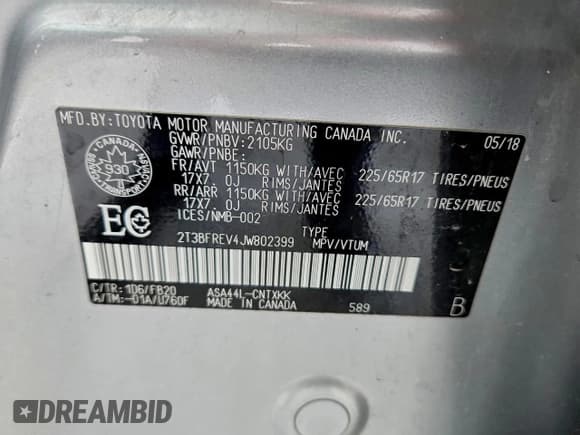 MFD.BY:TOYOTA MOTOR MANUFACTURING CANADA INC. 05/18
GVWR/PNBV:2105KG
GAWR/PNBE:
FR/AVT 1150KG WITH/AVEC 225/65R17 TIRES/PNEUS
17X7 0J RIMS/JANTES
RR/ARR 1150KG WITH/AVEC 225/65R17 TIRES/PNEUS
17X7 0J RIMS/JANTES
ICES/NMB-002
CANADA
930
TRANSPORT
EC
TYPE
2T3BFREV4JW802399 MPV/VTUM
C/TR: 1D6/FB20 ASA44L-CNTXKK
A/TM:-01A/U760F MADE IN CANADA 589 B
DREAMBID